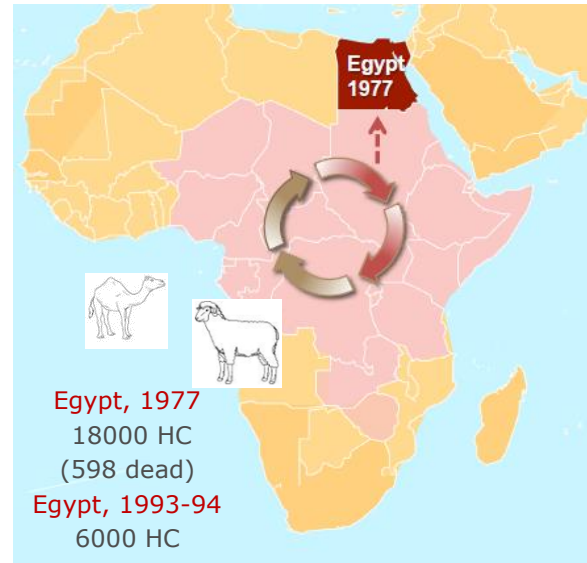 Egypt
1977
Egypt, 1977
18000 HC
(598 dead)
Egypt, 1993-94
6000 HC